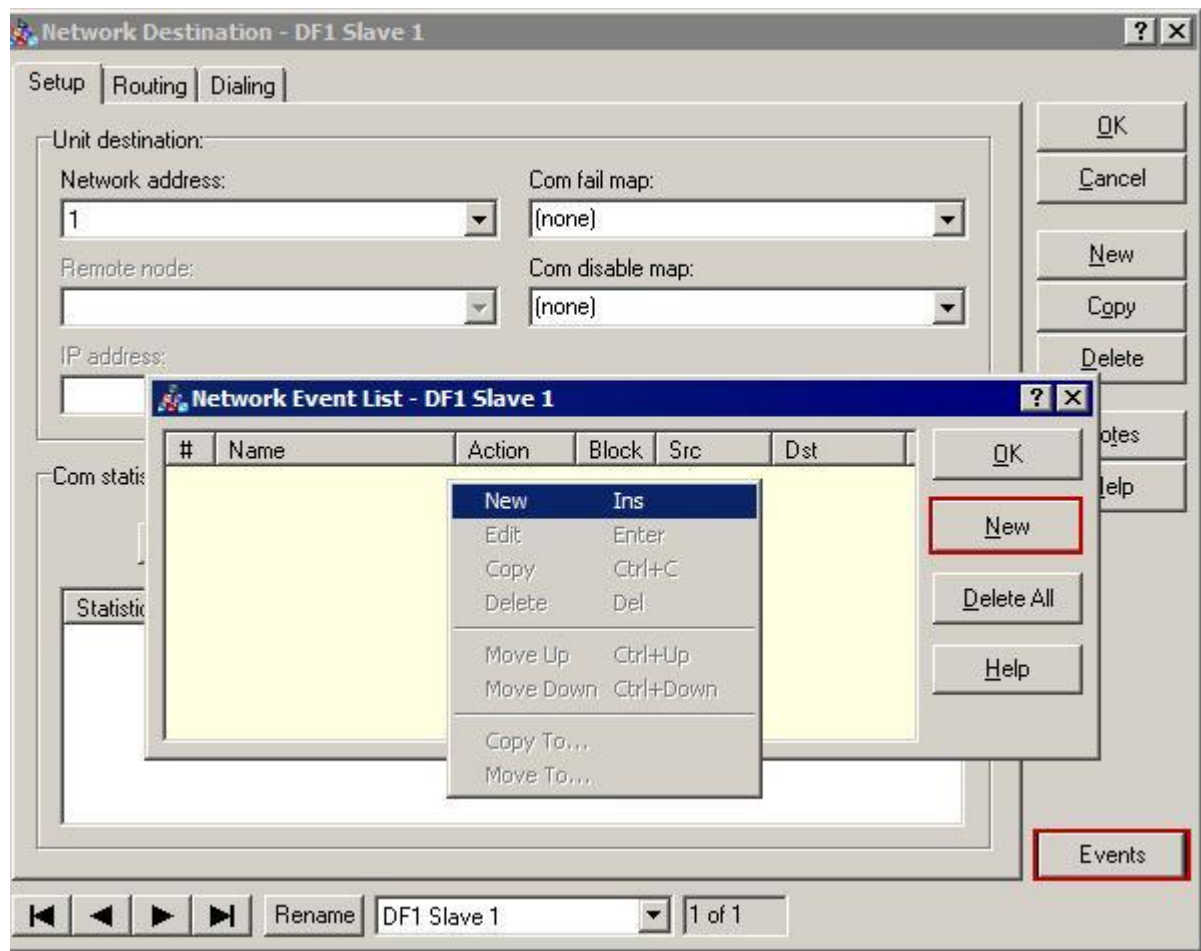 Network Destination - DF1 Slave 1
Setup Routing Dialing
OK
Cancel
New
Copy
Delete
Unit destination:
Network address:
1
Com fail map:
(none)
Remote node:
Com disable map:
(none)
IP address:
Network Event List - DF1 Slave 1
# Name Action Block Src Dst
OK
New
Delete All
Help
New Ins
Edit Enter
Copy Ctrl+C
Delete Del
Move Up Ctrl+Up
Move Down Ctrl+Down
Copy To...
Move To...
otes
elp
Com statis
Statistic
Events
Rename DF1 Slave 1 1 of 1